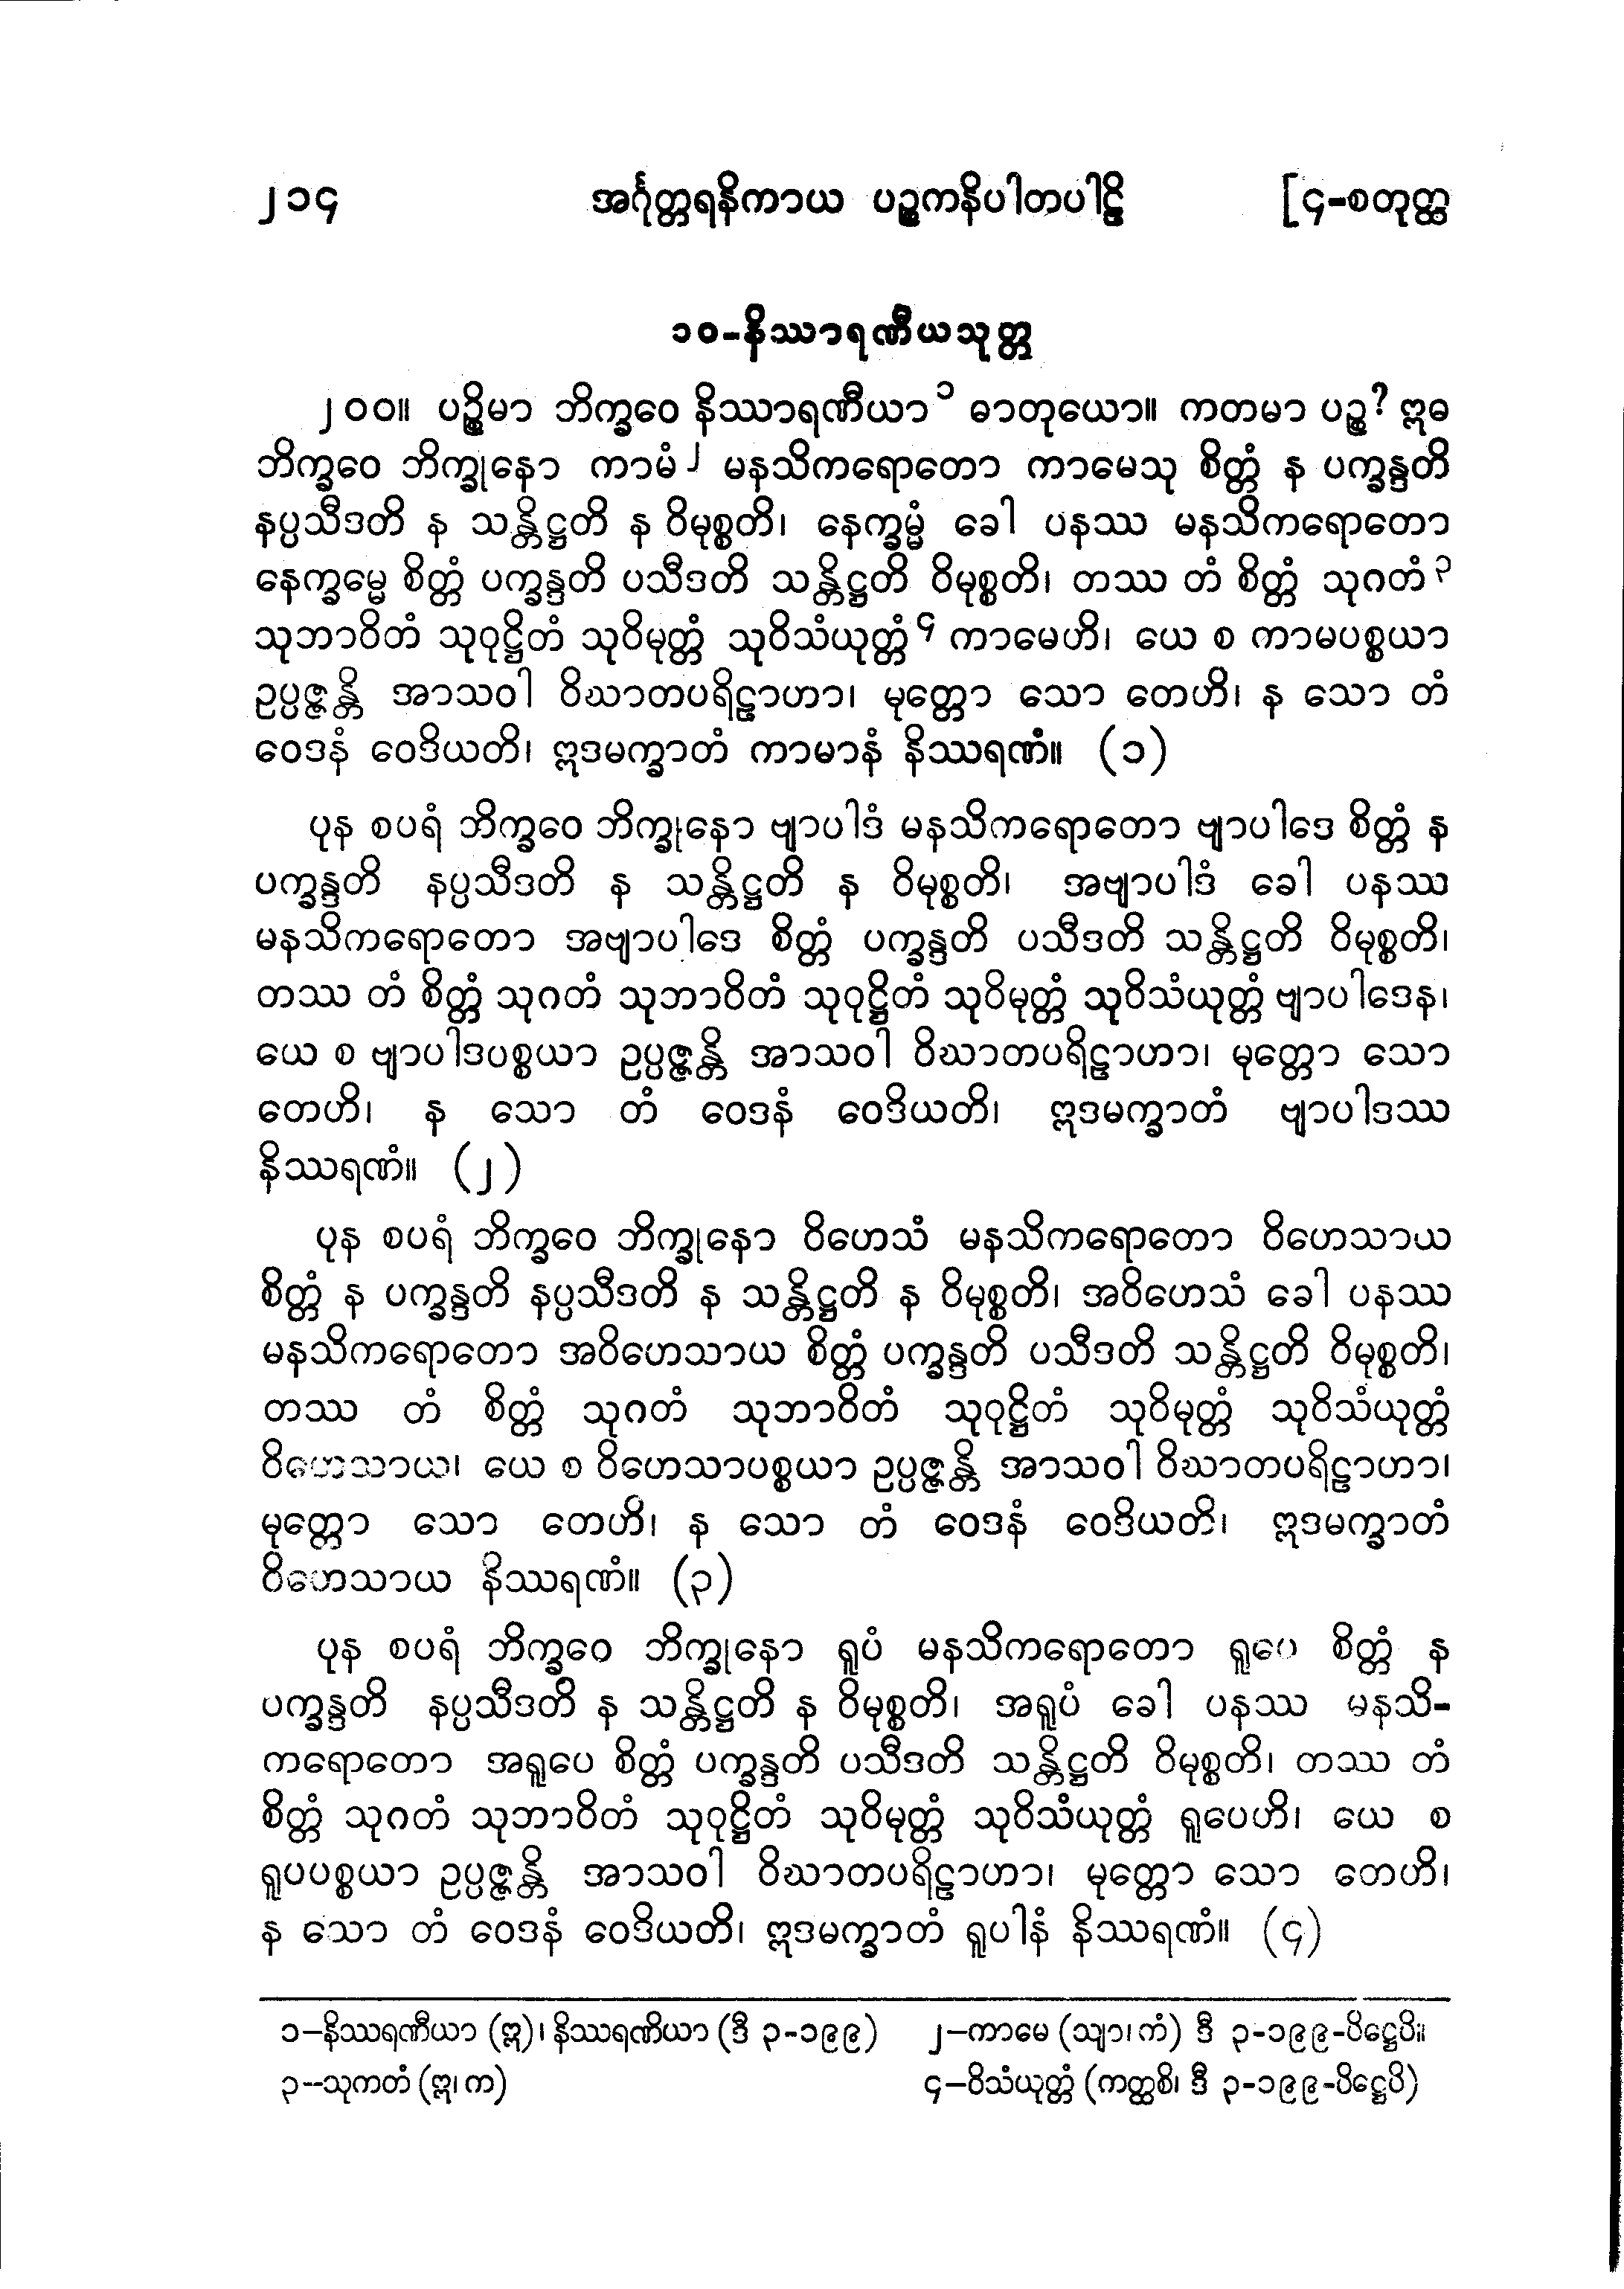 ၂၁၄ အင်္ဂုတ္တရနိကာယ ပဉ္စကနိပါတပါဠိ [၄-စတုတ္ထ
၁၀-နိဿာရဏီယသုတ္တ
၂၀၀။ ပဉ္စိမာ ဘိက္ခဝေ နိဿာရဏီယာ၁ ဓာတုယော။ ကတမာ ပဉ္စ? ဣဓ
ဘိက္ခဝေ ဘိက္ခုနော ကာမံ၂ မနသိကရောတော ကာမေသု စိတ္တံ န ပက္ခန္ဒတိ
နပ္ပသီဒတိ န သန္တိဋ္ဌတိ န ဝိမုစ္စတိ၊ နေက္ခမ္မံ ခေါ ပနဿ မနသိကရောတော
နေက္ခမ္မေ စိတ္တံ ပက္ခန္ဒတိ ပသီဒတိ သန္တိဋ္ဌတိ ဝိမုစ္စတိ၊ တဿ တံ စိတ္တံ သုဂတံ၃
သုဘာဝိတံ သုဝုဋ္ဌိတံ သုဝိမုတ္တံ သုဝိသံယုတ္တံ၄ ကာမေဟိ၊ ယေ စ ကာမပစ္စယာ
ဥပ္ပဇ္ဇန္တိ အာသဝါ ဝိဃာတပရိဠာဟာ၊ မုတ္တော သော တေဟိ၊ န သော တံ
ဝေဒနံ ဝေဒိယတိ၊ ဣဒမက္ခာတံ ကာမာနံ နိဿရဏံ။ (၁)
ပုန စပရံ ဘိက္ခဝေ ဘိက္ခုနော ဗျာပါဒံ မနသိကရောတော ဗျာပါဒေ စိတ္တံ န
ပက္ခန္ဒတိ နပ္ပသီဒတိ န သန္တိဋ္ဌတိ န ဝိမုစ္စတိ၊ အဗျာပါဒံ ခေါ ပနဿ
မနသိကရောတော အဗျာပါဒေ စိတ္တံ ပက္ခန္ဒတိ ပသီဒတိ သန္တိဋ္ဌတိ ဝိမုစ္စတိ၊
တဿ တံ စိတ္တံ သုဂတံ သုဘာဝိတံ သုဝုဋ္ဌိတံ သုဝိမုတ္တံ သုဝိသံယုတ္တံ ဗျာပါဒေန၊
ယေ စ ဗျာပါဒပစ္စယာ ဥပ္ပဇ္ဇန္တိ အာသဝါ ဝိဃာတပရိဠာဟာ၊ မုတ္တော သော
တေဟိ၊ န သော တံ ဝေဒနံ ဝေဒိယတိ၊ ဣဒမက္ခာတံ ဗျာပါဒဿ
နိဿရဏံ။ (၂)
ပုန စပရံ ဘိက္ခဝေ ဘိက္ခုနော ဝိဟေသံ မနသိကရောတော ဝိဟေသာယ
စိတ္တံ န ပက္ခန္ဒတိ နပ္ပသီဒတိ န သန္တိဋ္ဌတိ န ဝိမုစ္စတိ၊ အဝိဟေသံ ခေါ ပနဿ
မနသိကရောတော အဝိဟေသာယ စိတ္တံ ပက္ခန္ဒတိ ပသီဒတိ သန္တိဋ္ဌတိ ဝိမုစ္စတိ၊
တဿ တံ စိတ္တံ သုဂတံ သုဘာဝိတံ သုဝုဋ္ဌိတံ သုဝိမုတ္တံ သုဝိသံယုတ္တံ
ဝိဟေသာယ၊ ယေ စ ဝိဟေသာပစ္စယာ ဥပ္ပဇ္ဇန္တိ အာသဝါ ဝိဃာတပရိဠာဟာ၊
မုတ္တော သော တေဟိ၊ န သော တံ ဝေဒနံ ဝေဒိယတိ၊ ဣဒမက္ခာတံ
ဝိဟေသာယ နိဿရဏံ။ (၃)
ပုန စပရံ ဘိက္ခဝေ ဘိက္ခုနော ရူပံ မနသိကရောတော ရူပေ စိတ္တံ န
ပက္ခန္ဒတိ နပ္ပသီဒတိ န သန္တိဋ္ဌတိ န ဝိမုစ္စတိ၊ အရူပံ ခေါ ပနဿ မနသိ-
ကရောတော အရူပေ စိတ္တံ ပက္ခန္ဒတိ ပသီဒတိ သန္တိဋ္ဌတိ ဝိမုစ္စတိ၊ တဿ တံ
စိတ္တံ သုဂတံ သုဘာဝိတံ သုဝုဋ္ဌိတံ သုဝိမုတ္တံ သုဝိသံယုတ္တံ ရူပေဟိ၊ ယေ စ
ရူပပစ္စယာ ဥပ္ပဇ္ဇန္တိ အာသဝါ ဝိဃာတပရိဠာဟာ၊ မုတ္တော သော တေဟိ၊
န သော တံ ဝေဒနံ ဝေဒိယတိ၊ ဣဒမက္ခာတံ ရူပါနံ နိဿရဏံ။ (၄)
၁–နိဿရဏီယာ (ဣ)၊ နိဿရဏိယာ (ဒီ ၃-၁၉၉) ၂–ကာမေ (သျာ၊ ကံ) ဒီ ၃-၁၉၉-ပိဋ္ဌေပိ။
၃–သုကတံ (ဣ၊ က) ၄–ဝိသံယုတ္တံ (ကတ္ထစိ၊ ဒီ ၃-၁၉၉-ပိဋ္ဌေပိ)